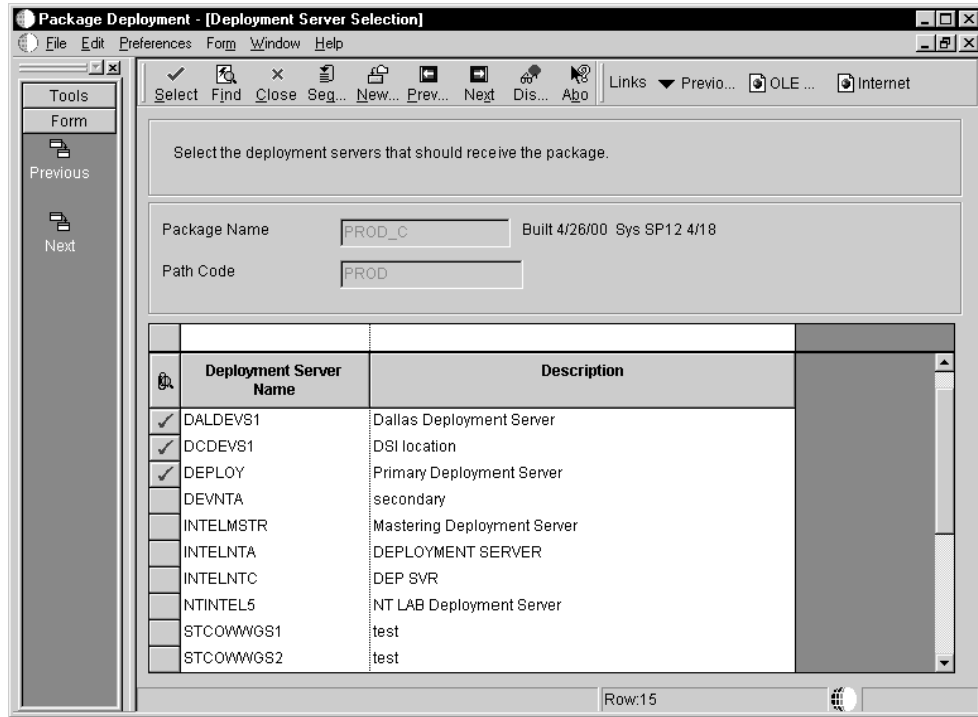 Package Deployment - [Deployment Server Selection]
File Edit Preferences Form Window Help
Tools
Form
Previous
Next
Select Find Close Seq... New... Prev... Next Dis... Abo Links Previo... OLE ... Internet
Select the deployment servers that should receive the package.
Package Name PROD_C Built 4/26/00 Sys SP12 4/18
Path Code PROD
Deployment Server Name Description
DALDEVS1 Dallas Deployment Server
DCDEVS1 DSI location
DEPLOY Primary Deployment Server
DEVNTA secondary
INTELMSTR Mastering Deployment Server
INTELNTA DEPLOYMENT SERVER
INTELNTC DEP SVR
NTINTEL5 NT LAB Deployment Server
STCOWWGS1 test
STCOWWGS2 test
Row:15